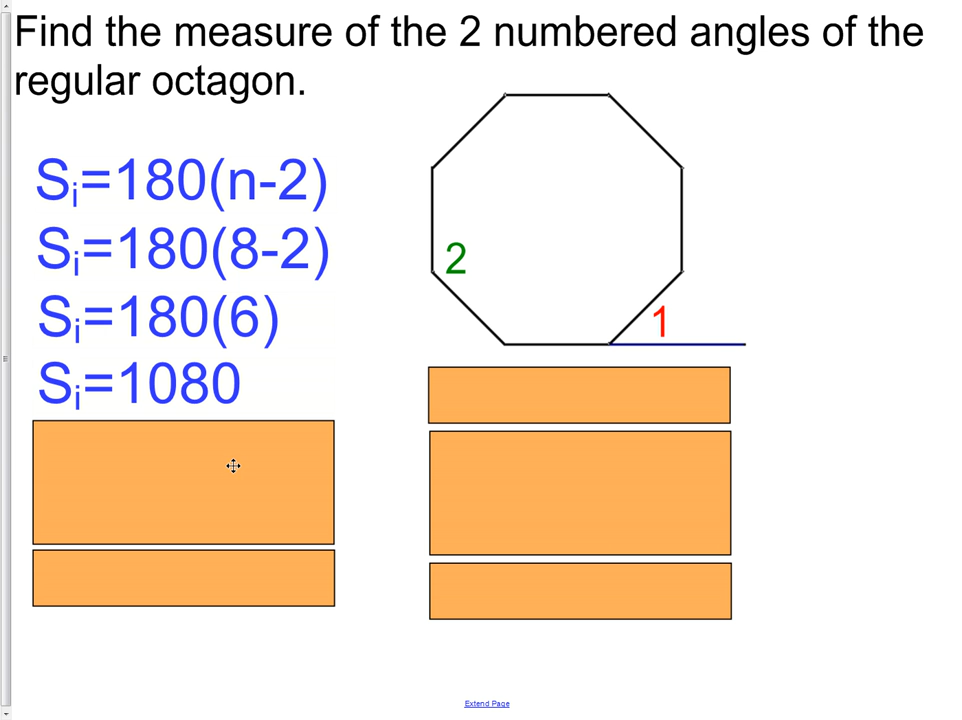 Find the measure of the 2 numbered angles of the
regular octagon.
Si=180(n-2)
Si=180(8-2)
Si=180(6)
Si=1080
2
1
Extend Page